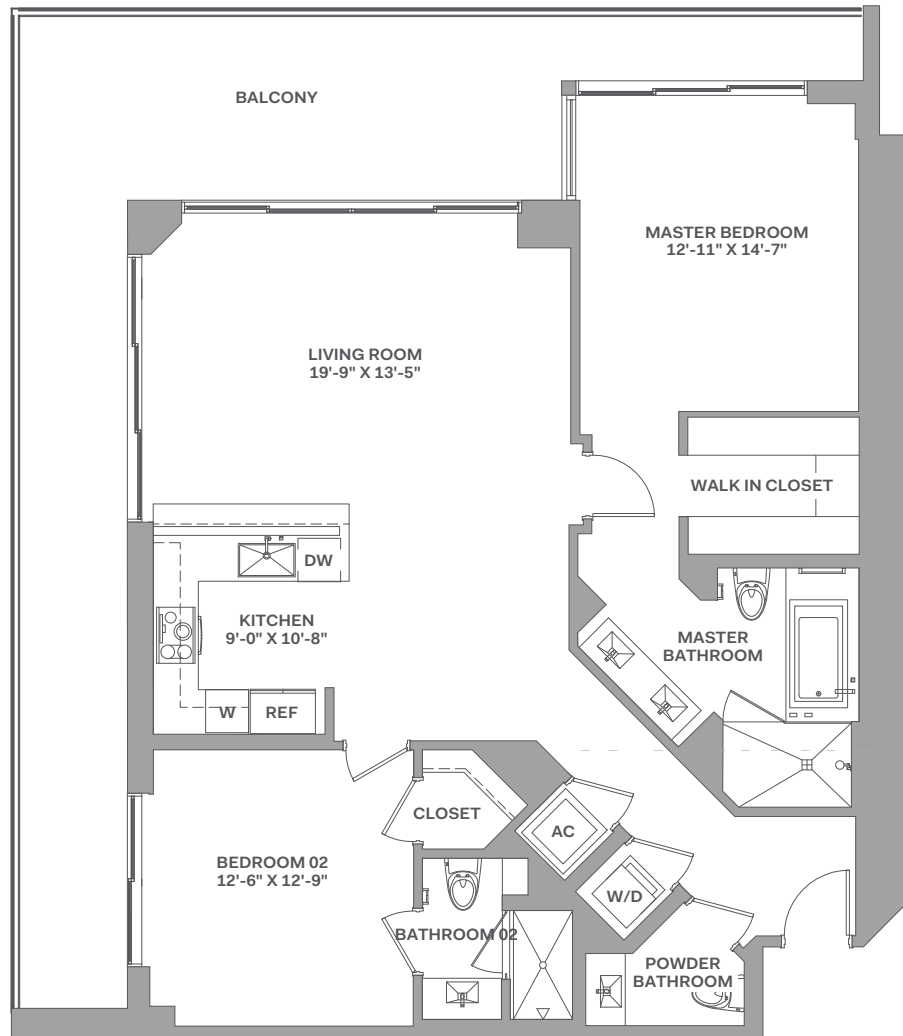 BALCONY
MASTER BEDROOM
12'-11" X 14'-7"
LIVING ROOM
19'-9" X 13'-5"
WALK IN CLOSET
DW
KITCHEN
9'-0" X 10'-8"
MASTER
BATHROOM
W
REF
CLOSET
AC
BEDROOM 02
12'-6" X 12'-9"
W/D
BATHROOM 02
POWDER
BATHROOM